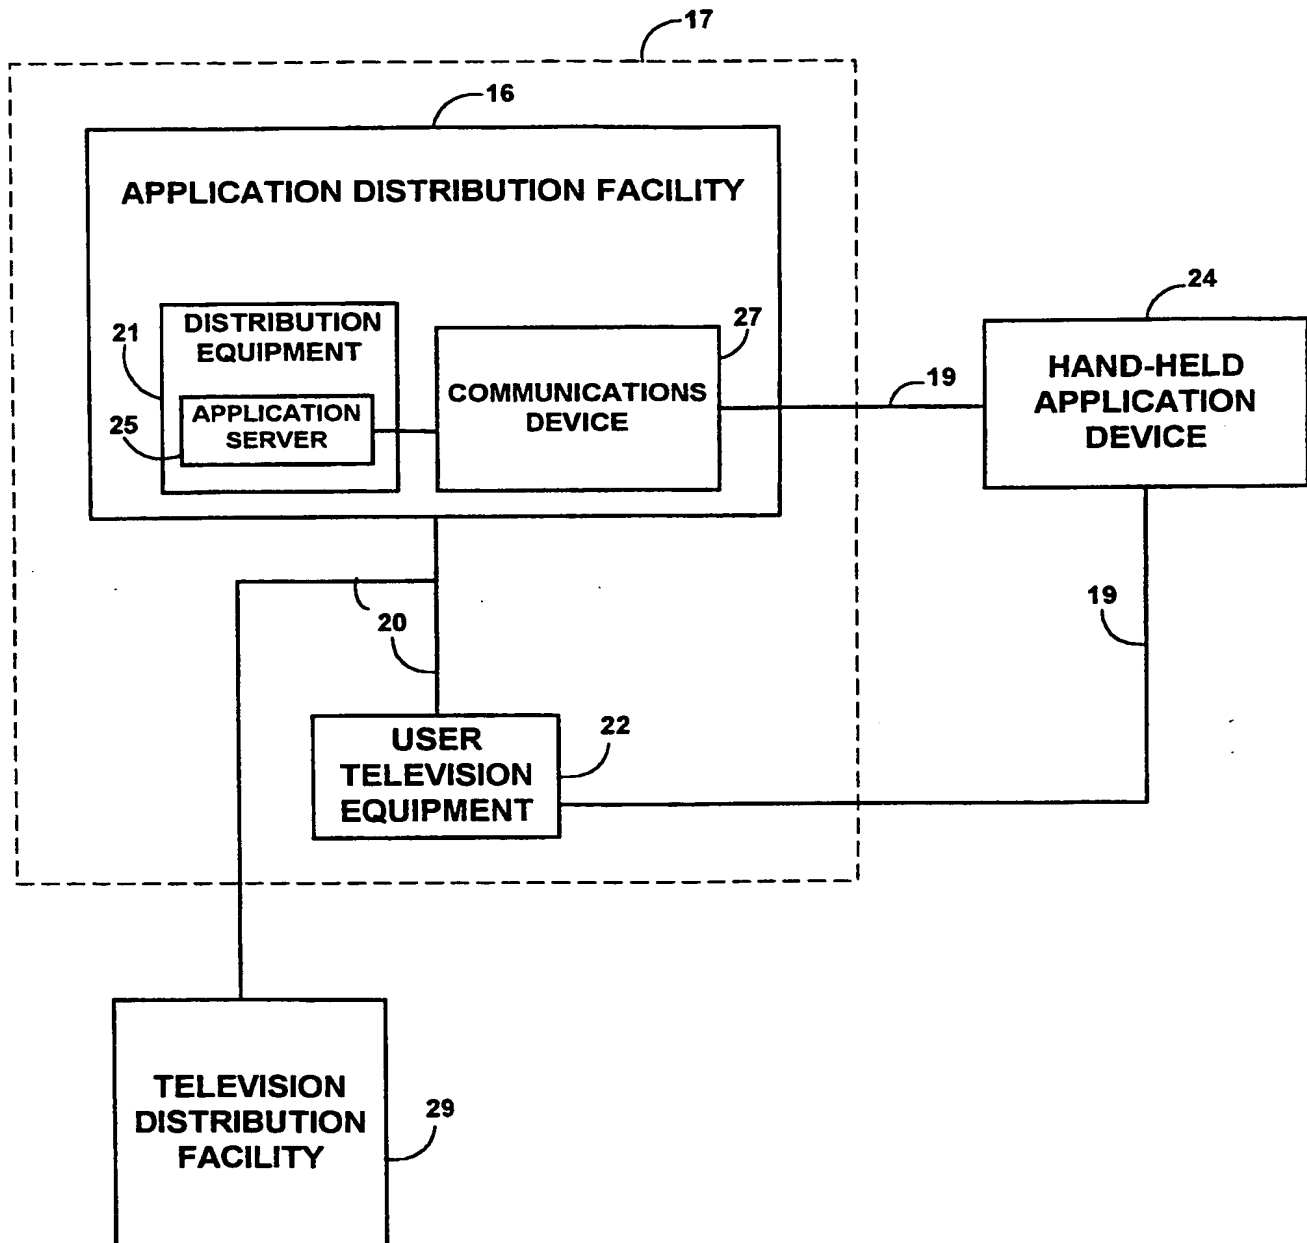 17
16
APPLICATION DISTRIBUTION FACILITY
24
21
DISTRIBUTION
EQUIPMENT
27
25
APPLICATION
SERVER
COMMUNICATIONS
DEVICE
19
HAND-HELD
APPLICATION
DEVICE
20
19
22
USER
TELEVISION
EQUIPMENT
TELEVISION
DISTRIBUTION
FACILITY
29